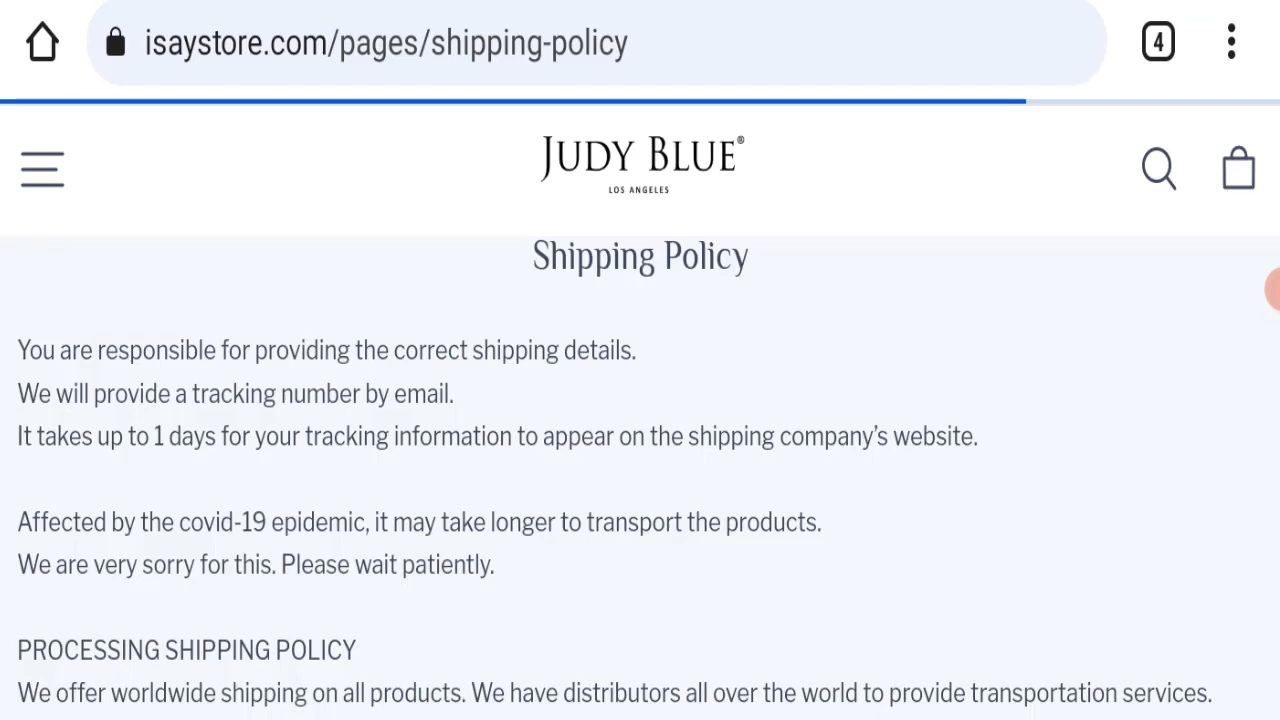 isaystore.com/pages/shipping-policy
4
JUDY BLUE®
LOS ANGELES
Shipping Policy
You are responsible for providing the correct shipping details.
We will provide a tracking number by email.
It takes up to 1 days for your tracking information to appear on the shipping company’s website.
Affected by the covid-19 epidemic, it may take longer to transport the products.
We are very sorry for this. Please wait patiently.
PROCESSING SHIPPING POLICY
We offer worldwide shipping on all products. We have distributors all over the world to provide transportation services.